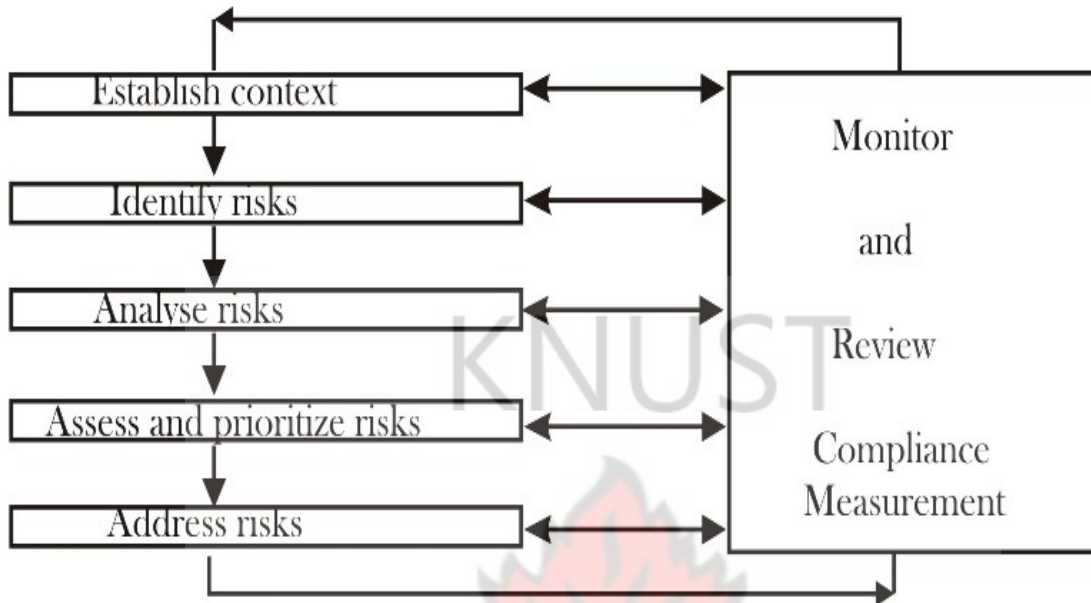 Establish context
Identify risks
Analyse risks
Assess and prioritize risks
Address risks
Monitor
and
Review
Compliance
Measurement
KNUST